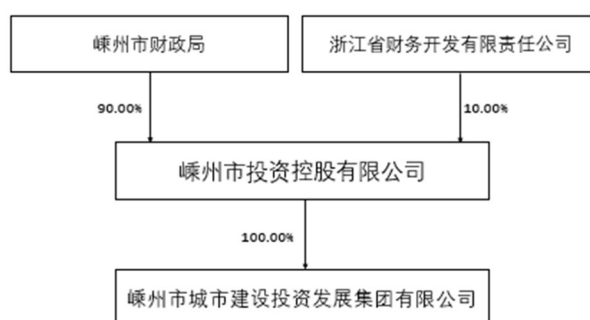 嵊州市财政局
浙江省财务开发有限责任公司
90.00%
10.00%
嵊州市投资控股有限公司
100.00%
嵊州市城市建设投资发展集团有限公司